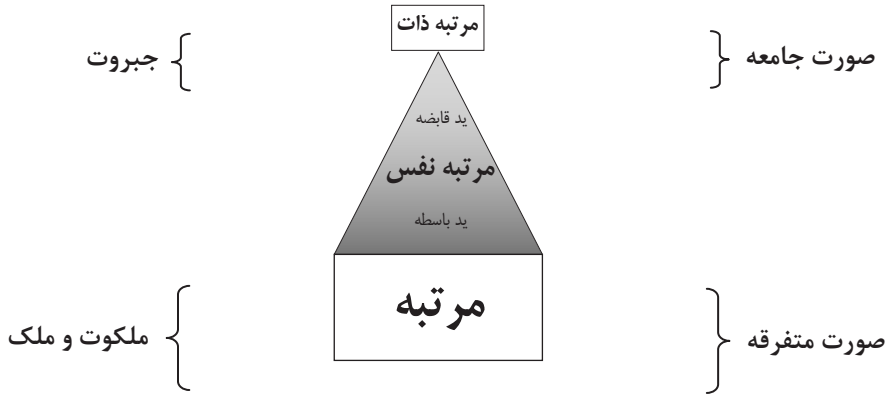 مرتبه ذات
صورت جامعه
جبروت
ید قابضه
مرتبه نفس
ید باسطه
مرتبه
صورت متفرقه
ملکوت و ملک